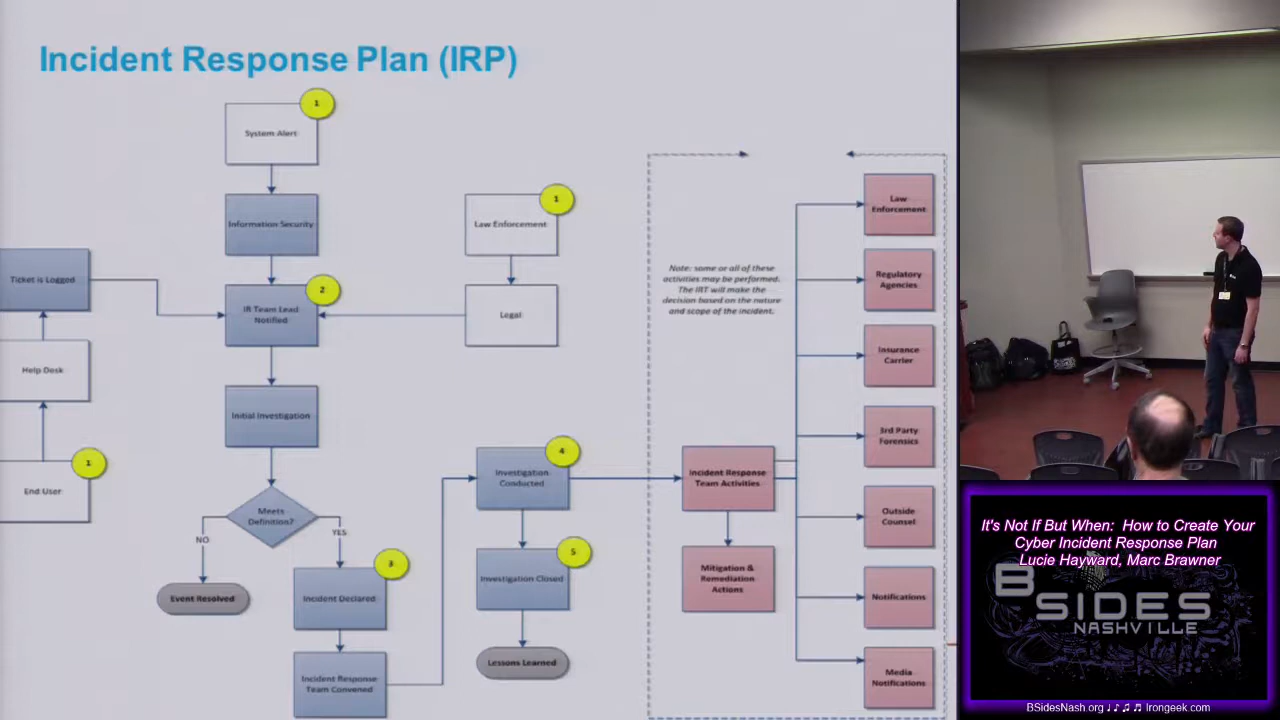 Incident Response Plan (IRP)
1
System Alert
Information Security
1
Law Enforcement
Ticket is Logged
2
IR Team Lead
Notified
Legal
Help Desk
Initial Investigation
1
End User
Meets
Definition?
NO
YES
Event Resolved
3
Incident Declared
Incident Response
Team Convened
4
Investigation
Conducted
5
Investigation Closed
Lessons Learned
Note: some or all of these
activities may be performed.
The IRT will make the
decision based on the nature
and scope of the incident.
Incident Response
Team Activities
Mitigation &
Remediation
Actions
Law
Enforcement
Regulatory
Agencies
Insurance
Carrier
3rd Party
Forensics
Outside
Counsel
Notifications
Media
Notifications
It's Not If But When: How to Create Your
Cyber Incident Response Plan
Lucie Hayward, Marc Brawner
BSIDES
NASHVILLE
BSidesNash.org ♩♪♫ ♬ Irongeek.com